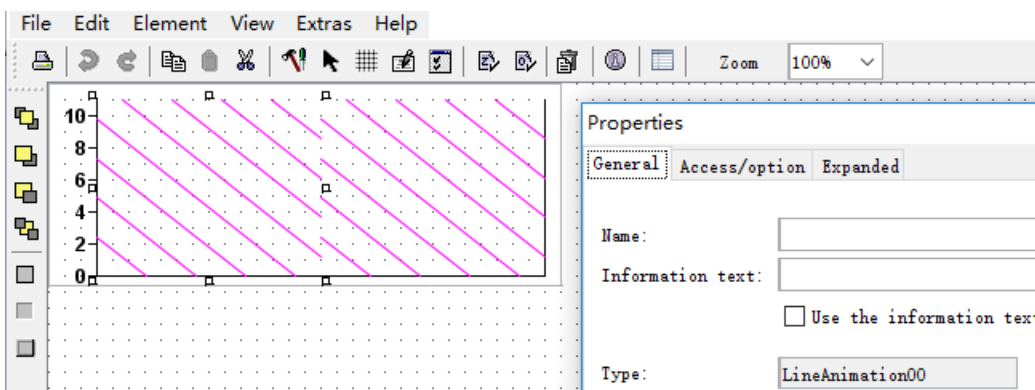 File Edit Element View Extras Help
Zoom 100%
10
8
6
4
2
0
Properties
General Access/option Expanded
Name:
Information text:
Use the information text
Type: LineAnimation00